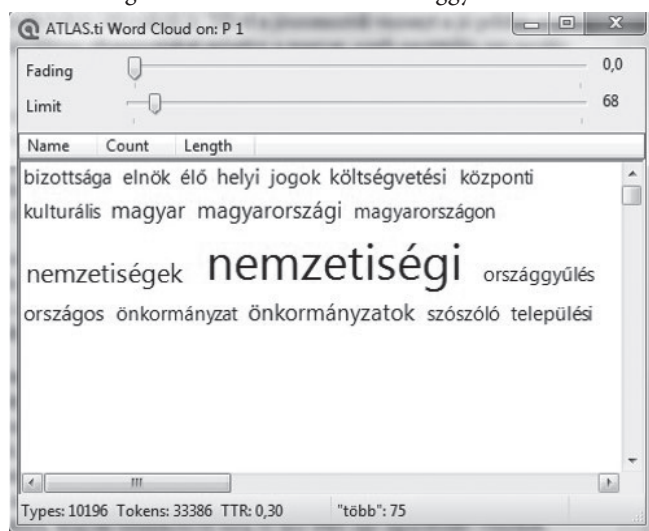 ATLAS.ti Word Cloud on: P 1
Fading 0,0
Limit 68
Name Count Length
bizottsága elnök élő helyi jogok költségvetési központi
kulturális magyar magyarországi magyarországon
nemzetiségek nemzetiségi országgyűlés
országos önkormányzat önkormányzatok szószóló települési
Types: 10196 Tokens: 33386 TTR: 0,30 "több": 75